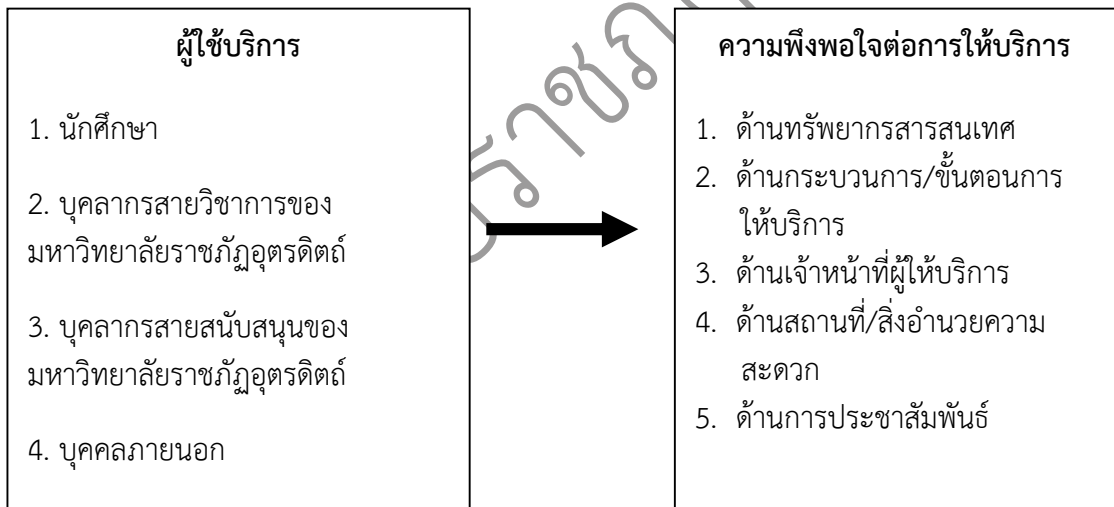 ผู้ใช้บริการ
1. นักศึกษา
2. บุคลากรสายวิชาการของ
มหาวิทยาลัยราชภัฏอุตรดิตถ์
3. บุคลากรสายสนับสนุนของ
มหาวิทยาลัยราชภัฏอุตรดิตถ์
4. บุคคลภายนอก
ความพึงพอใจต่อการให้บริการ
1. ด้านทรัพยากรสารสนเทศ
2. ด้านกระบวนการ/ขั้นตอนการ
ให้บริการ
3. ด้านเจ้าหน้าที่ผู้ให้บริการ
4. ด้านสถานที่/สิ่งอำนวยความ
สะดวก
5. ด้านการประชาสัมพันธ์